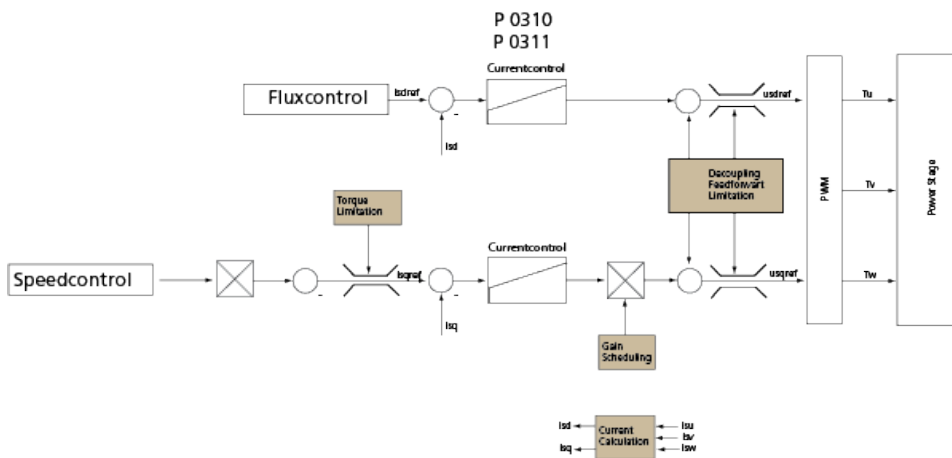 P 0310
P 0311
Currentcontrol
Fluxcontrol
Isdref
-
Isd
usdref
Tu
Decoupling
Feedforwart
Limitation
PWM
Tv
Power Stage
Torque
Limitation
Currentcontrol
Speedcontrol
-
Isqref
-
Isq
usqref
Tw
Gain
Scheduling
Isd
Isq
Current
Calculation
Isu
Isv
Isw